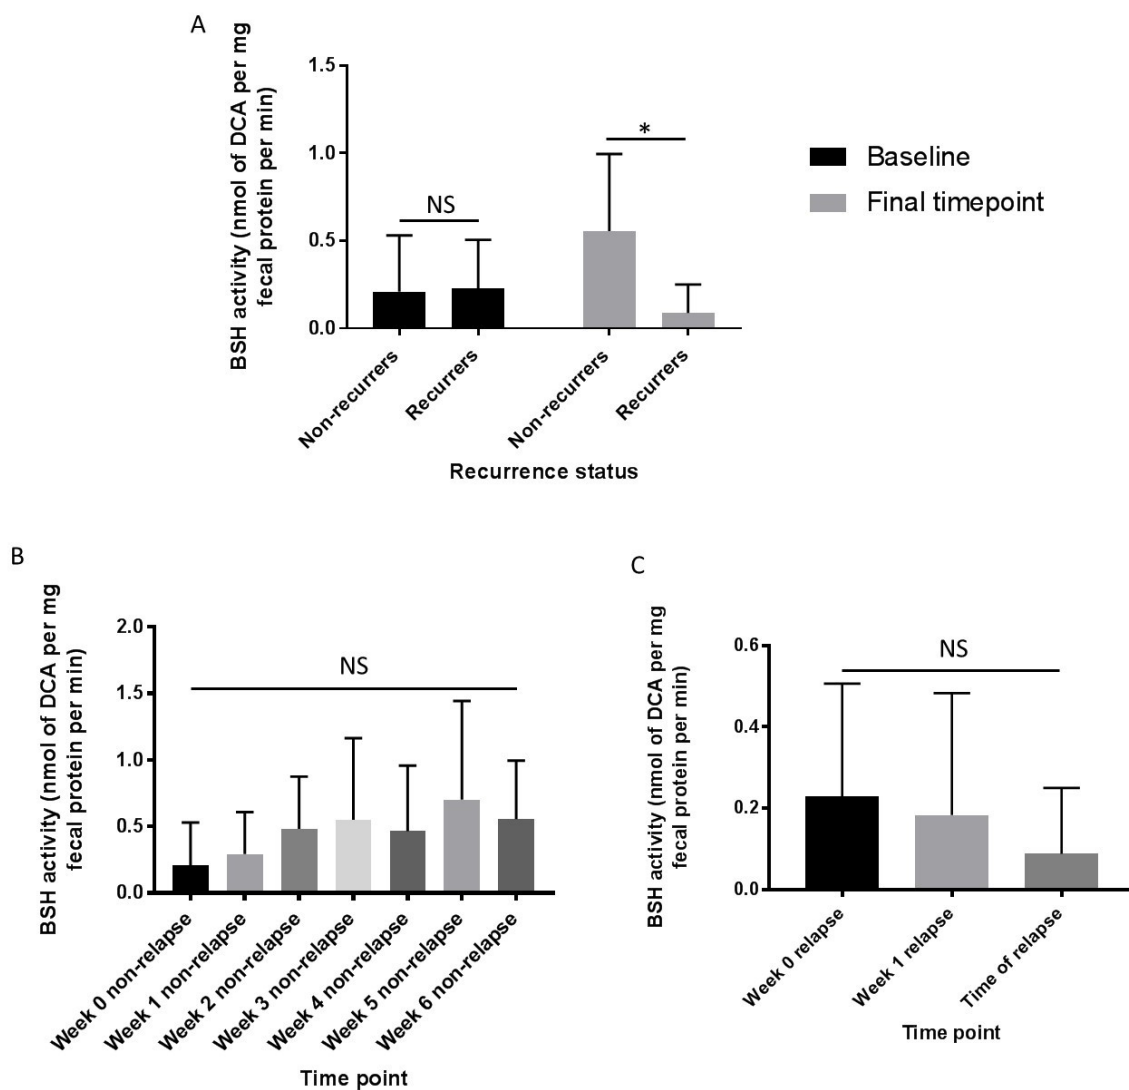 A
BSH activity (nmol of DCA per mg
fecal protein per min)
1.5
1.0
0.5
0.0
NS
*
Baseline
Final timepoint
Non-recurrers
Recurrers
Non-recurrers
Recurrers
Recurrence status
B
BSH activity (nmol of DCA per mg
fecal protein per min)
2.0
1.5
1.0
0.5
0.0
NS
Week 0 non-relapse
Week 1 non-relapse
Week 2 non-relapse
Week 3 non-relapse
Week 4 non-relapse
Week 5 non-relapse
Week 6 non-relapse
Time point
C
BSH activity (nmol of DCA per mg
fecal protein per min)
0.6
0.4
0.2
0.0
NS
Week 0 relapse
Week 1 relapse
Time of relapse
Time point